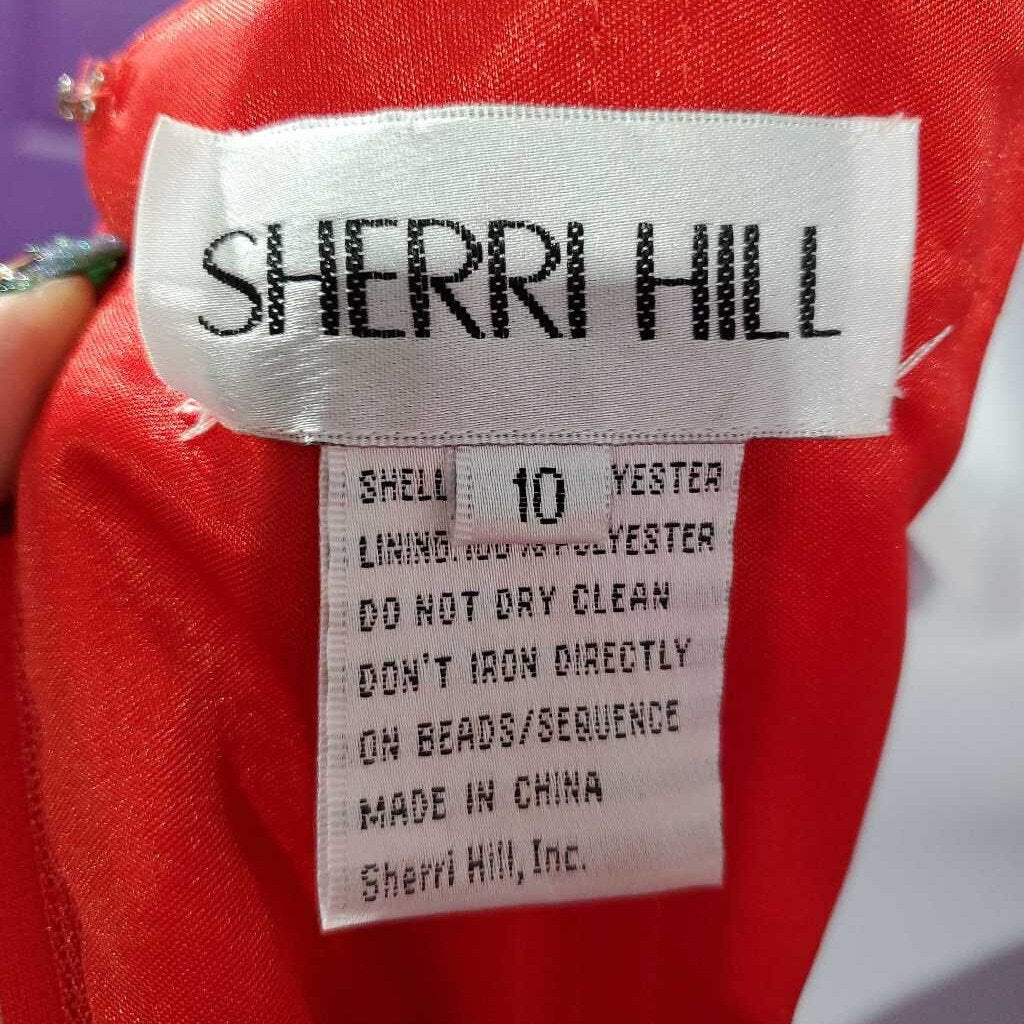 SHERRI HILL
10
SHELL YESTER
LINING: 100% POLYESTER
DO NOT DRY CLEAN
DON'T IRON DIRECTLY
ON BEADS/SEQUENCE
MADE IN CHINA
Sherri Hill, Inc.